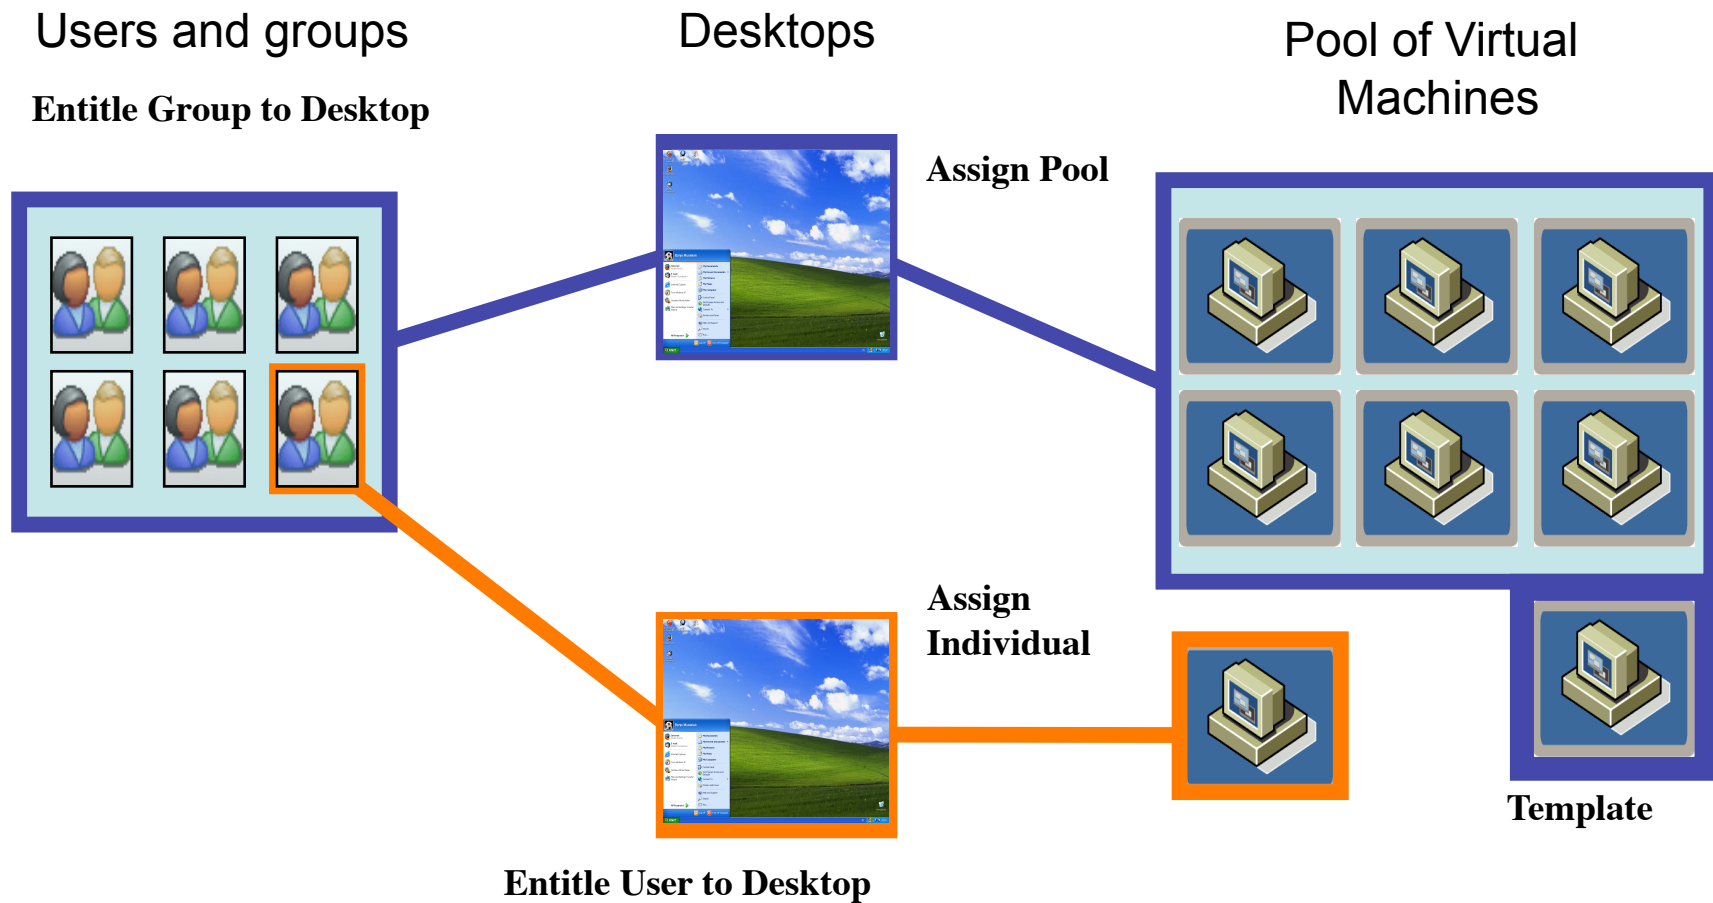 Users and groups
Desktops
Pool of Virtual
Machines
Entitle Group to Desktop
Assign Pool
Assign
Individual
Template
Entitle User to Desktop